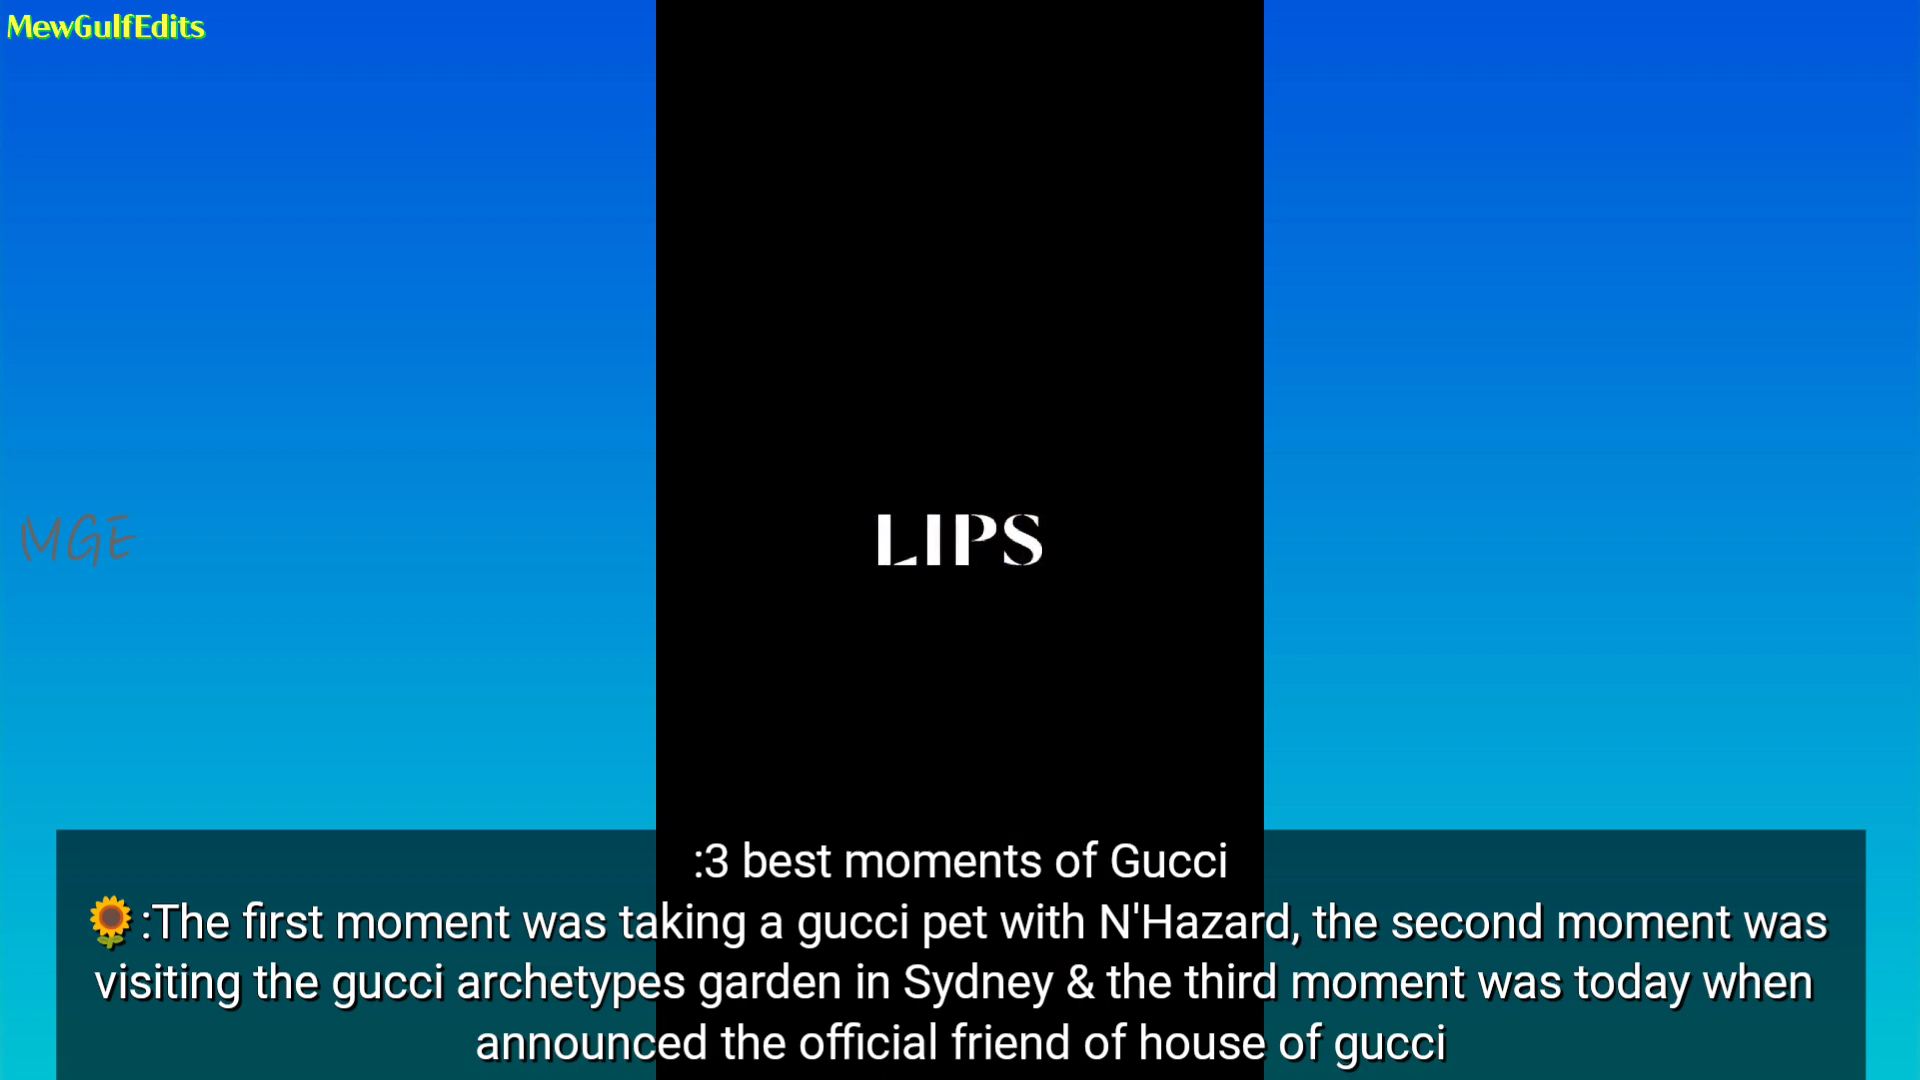 MewGulfEdits
MGE
LIPS
:3 best moments of Gucci
🌻:The first moment was taking a gucci pet with N'Hazard, the second moment was
visiting the gucci archetypes garden in Sydney & the third moment was today when
announced the official friend of house of gucci